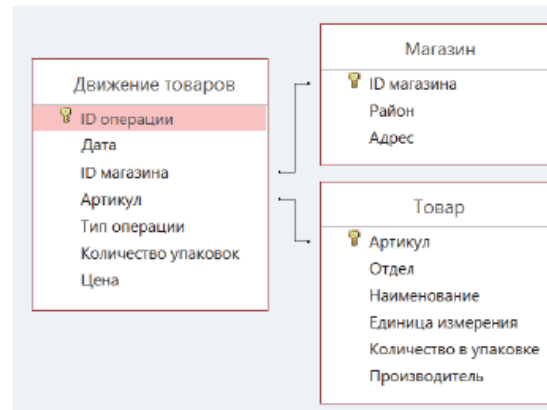 Движение товаров
ID операции
Дата
ID магазина
Артикул
Тип операции
Количество упаковок
Цена
Магазин
ID магазина
Район
Адрес
Товар
Артикул
Отдел
Наименование
Единица измерения
Количество в упаковке
Производитель